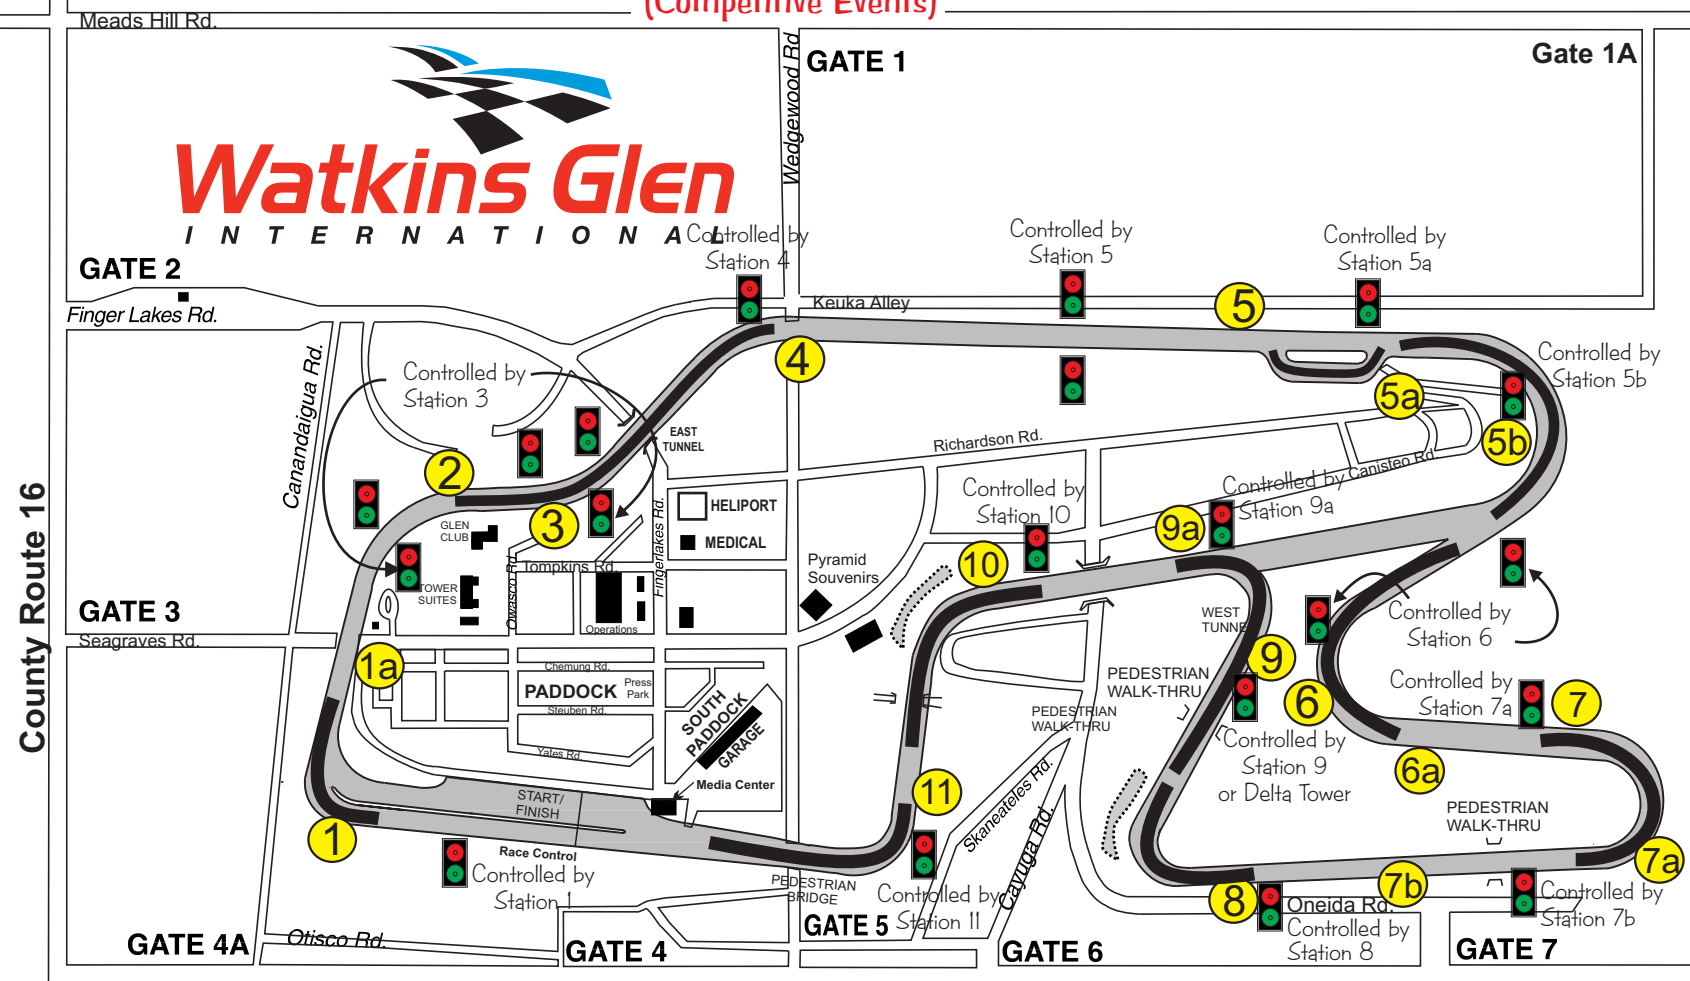 (Competitive Events)
Meads Hill Rd.
Wedgewood Rd
GATE 1
Gate 1A
Watkins Glen
INTERNATIONAL
GATE 2
Finger Lakes Rd.
Controlled by
Station 4
Controlled by
Station 5
Controlled by
Station 5a
Keuka Alley
5
4
Controlled by
Station 5b
5a
5b
Canandaigua Rd.
Controlled by
Station 3
2
3
EAST
TUNNEL
Richardson Rd.
Canisteo Rd
County Route 16
HELIPORT
MEDICAL
Fingerlakes Rd.
GLEN
CLUB
TOWER
SUITES
Owasco Rd.
Tompkins Rd.
Operations
Pyramid
Souvenirs
Controlled by
Station 10
10
Controlled by
Station 9a
9a
GATE 3
Seagraves Rd.
1a
Chemung Rd.
PADDOCK
Press
Park
Steuben Rd.
Yales Rd.
SOUTH
PADDOCK
GARAGE
Media Center
WEST
TUNNE
9
PEDESTRIAN
WALK-THRU
PEDESTRIAN
WALK-THRU
Controlled by
Station 6
6
Controlled by
Station 7a
7
6a
Controlled by
Station 9
or Delta Tower
PEDESTRIAN
WALK-THRU
START/
FINISH
1
Race Control
Controlled by
Station 1
PEDESTRIAN
BRIDGE
11
Controlled by
Station 11
Skaneateles Rd.
Cayuga Rd.
7a
7b
8
Oneida Rd.
Controlled by
Station 8
Controlled by
Station 7b
GATE 4A
Otisco Rd.
GATE 4
GATE 5
GATE 6
GATE 7